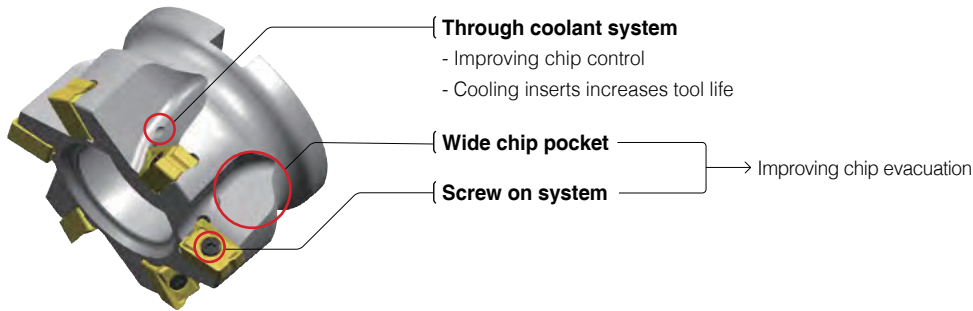 Through coolant system
- Improving chip control
- Cooling inserts increases tool life
Wide chip pocket
Screw on system
Improving chip evacuation